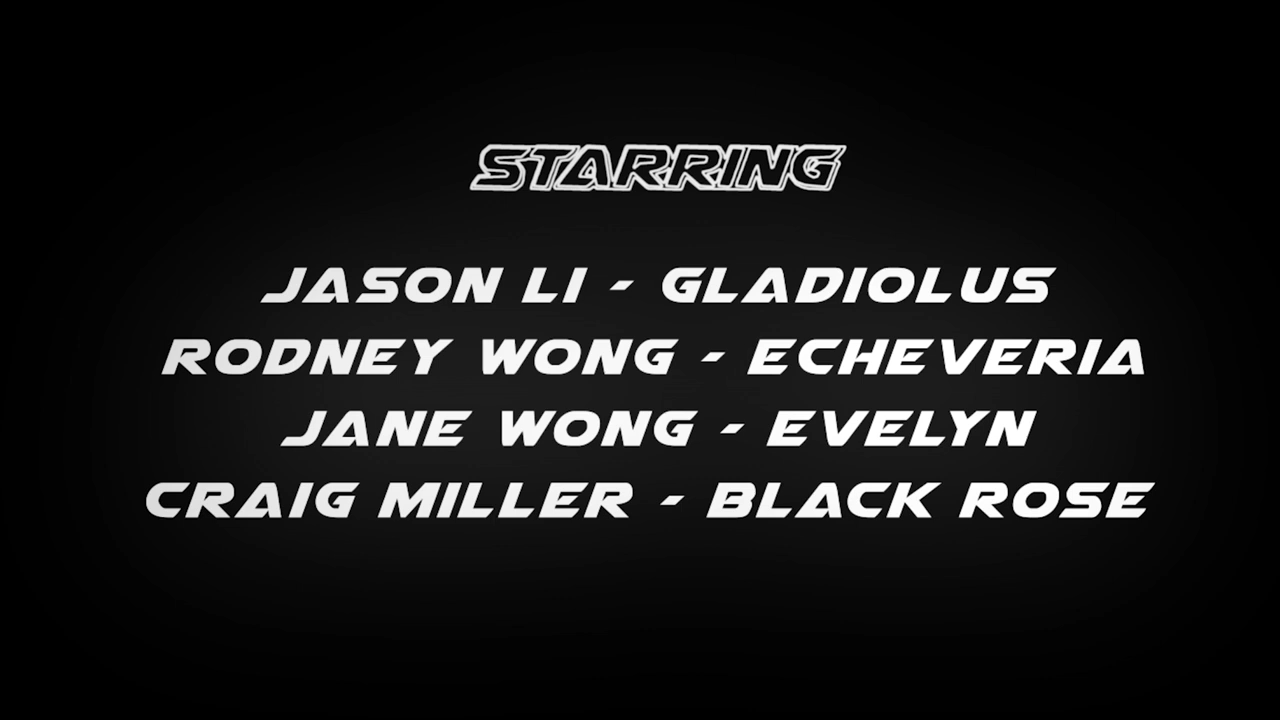 STARRING
JASON LI - GLADIOLUS
RODNEY WONG - ECHEVERIA
JANE WONG - EVELYN
CRAIG MILLER - BLACK ROSE